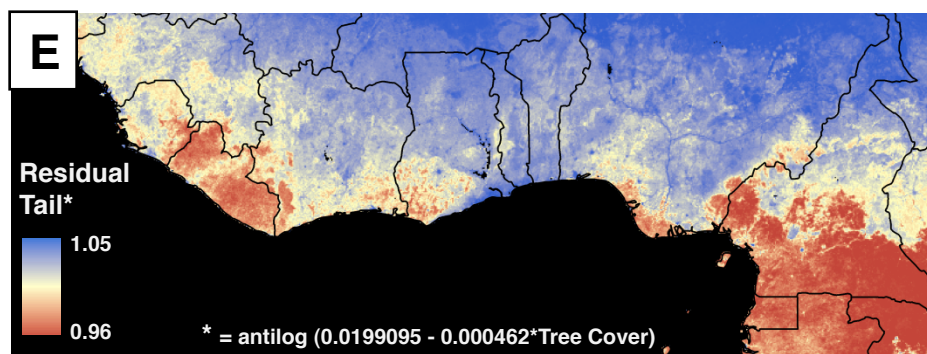 E
Residual
Tail*
1.05
0.96
* = antilog (0.0199095 - 0.000462*Tree Cover)